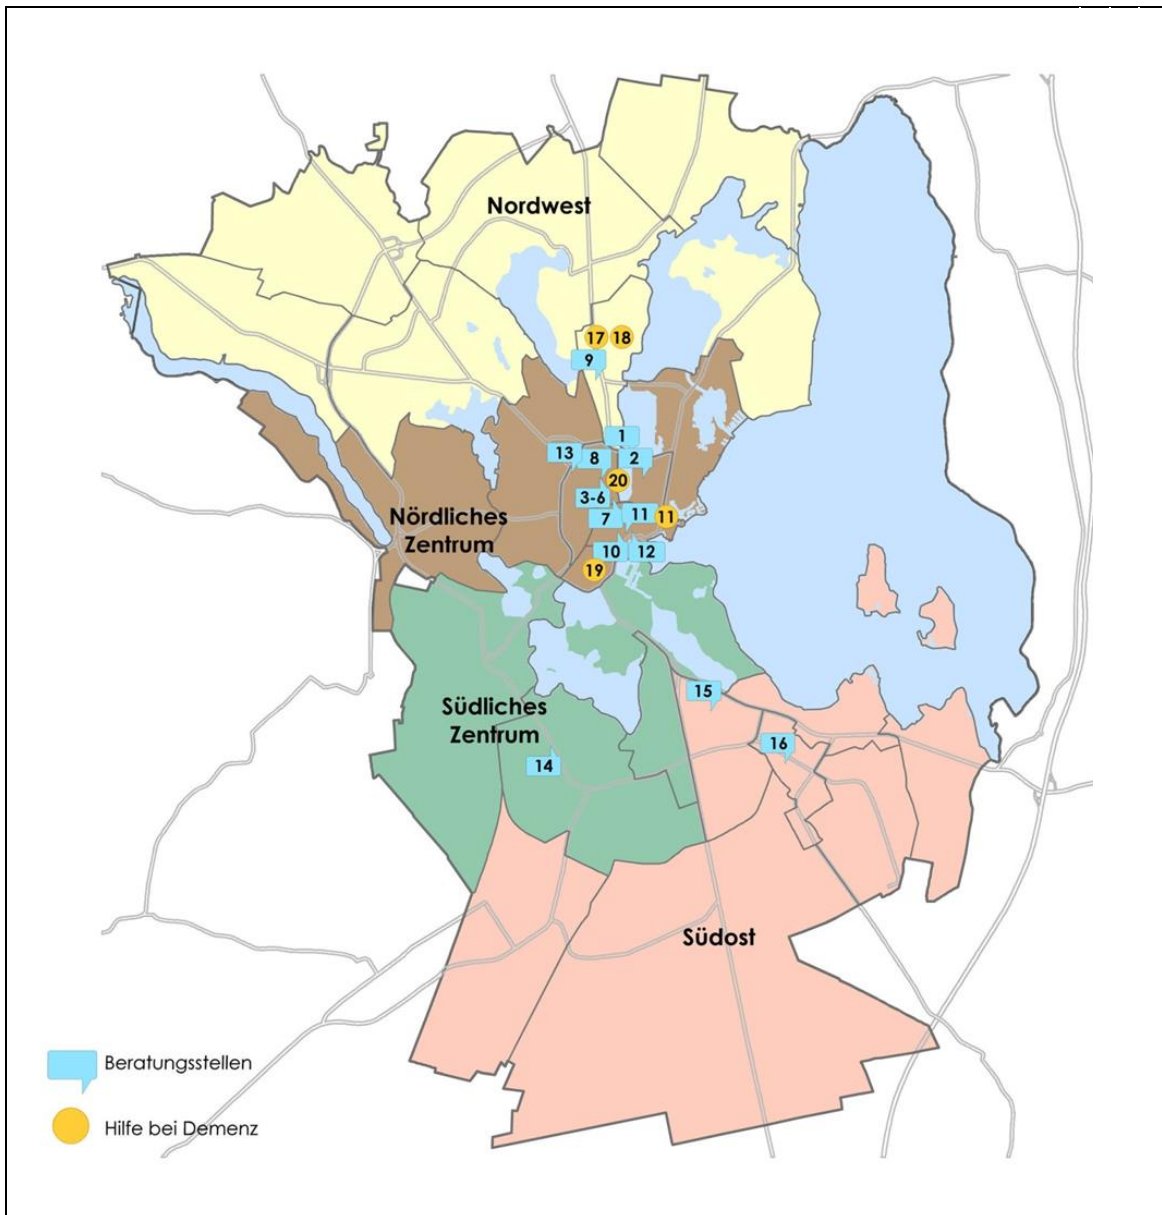 Nordwest
17
18
9
1
13
8
2
20
3-6
7
11
11
Nördliches
Zentrum
10
12
19
15
Südliches
Zentrum
16
14
Südost
Beratungsstellen
Hilfe bei Demenz